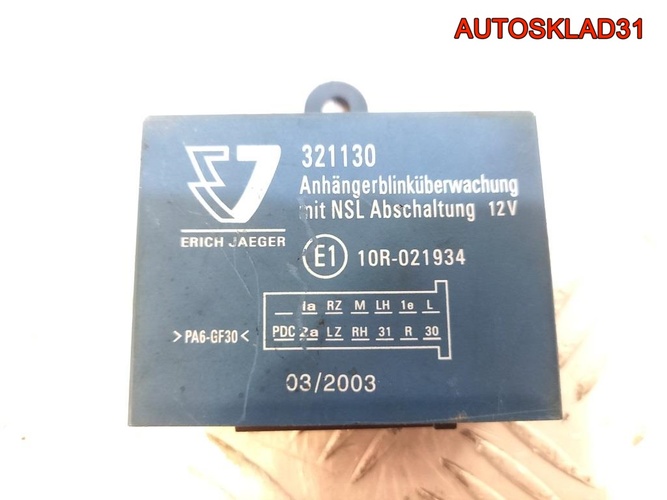 AUTOSKLAD31
321130
Anhängerblinküberwachung
mit NSL Abschaltung 12V
ERICH JAEGER
E1 10R-021934
1a RZ M LH 1e L
>PA6-GF30< PDC 2a LZ RH 31 R 30
03/2003